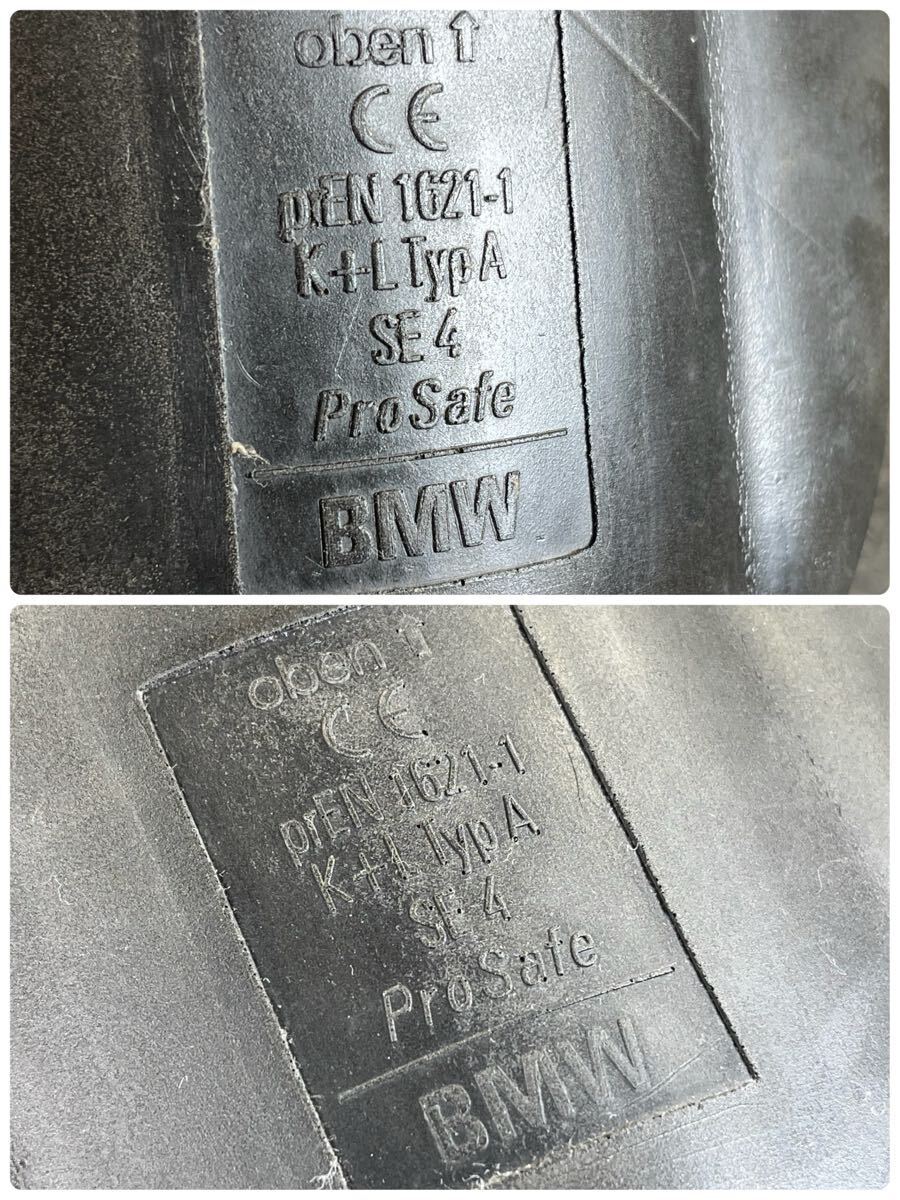 oben ↑
CE
prEN 1621-1
K+L Typ A
SE 4
ProSafe
BMW
oben ↑
CE
prEN 1621-1
K+L Typ A
SE 4
ProSafe
BMW